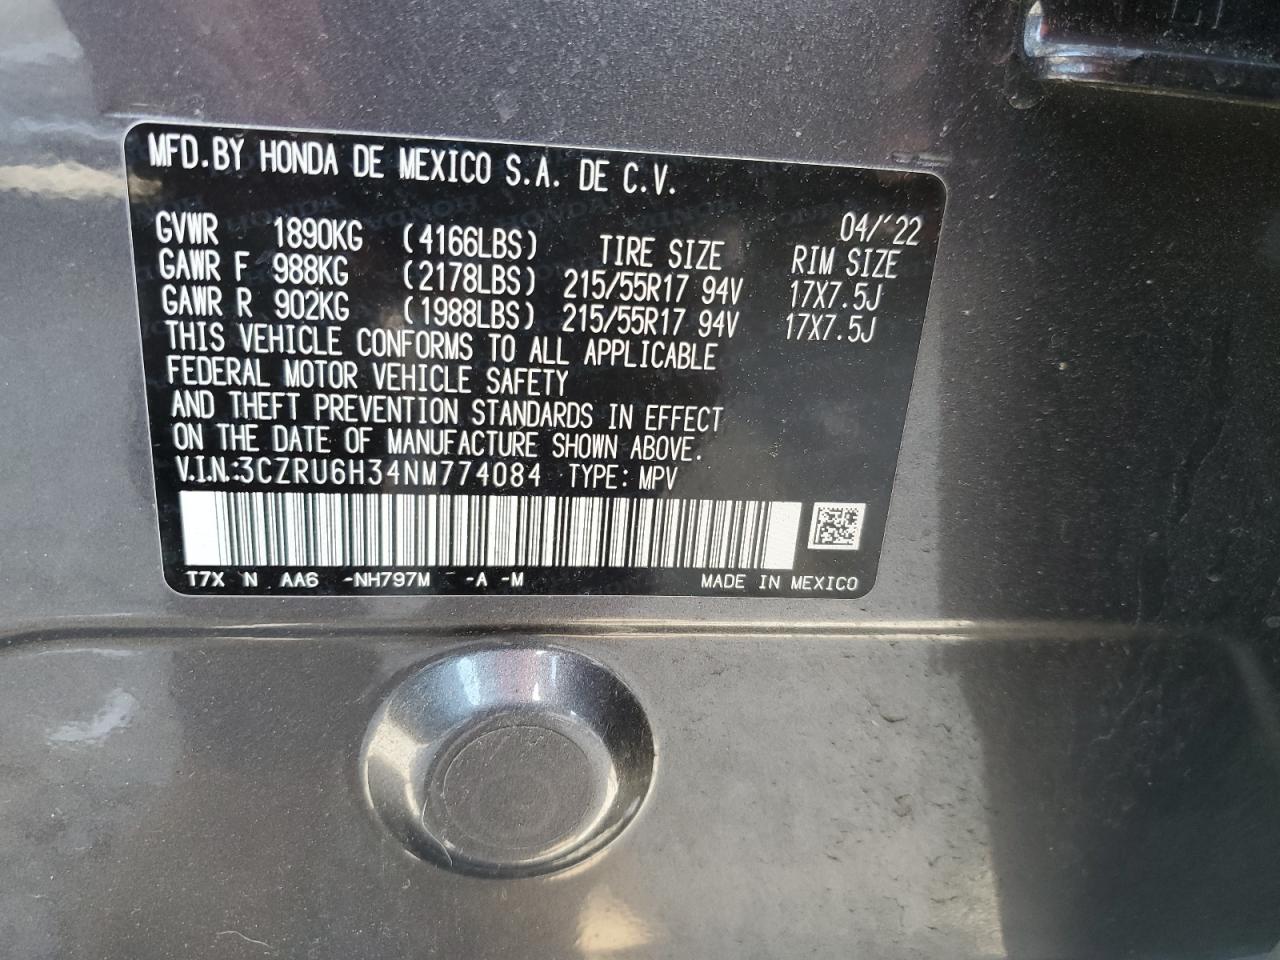 MFD.BY HONDA DE MEXICO S.A. DE C.V.
04/'22
GVWR 1890KG (4166LBS) TIRE SIZE RIM SIZE
GAWR F 988KG (2178LBS) 215/55R17 94V 17X7.5J
GAWR R 902KG (1988LBS) 215/55R17 94V 17X7.5J
THIS VEHICLE CONFORMS TO ALL APPLICABLE
FEDERAL MOTOR VEHICLE SAFETY
AND THEFT PREVENTION STANDARDS IN EFFECT
ON THE DATE OF MANUFACTURE SHOWN ABOVE.
V.I.N.:3CZRU6H34NM774084 TYPE: MPV
T7X N AA6 -NH797M -A -M MADE IN MEXICO